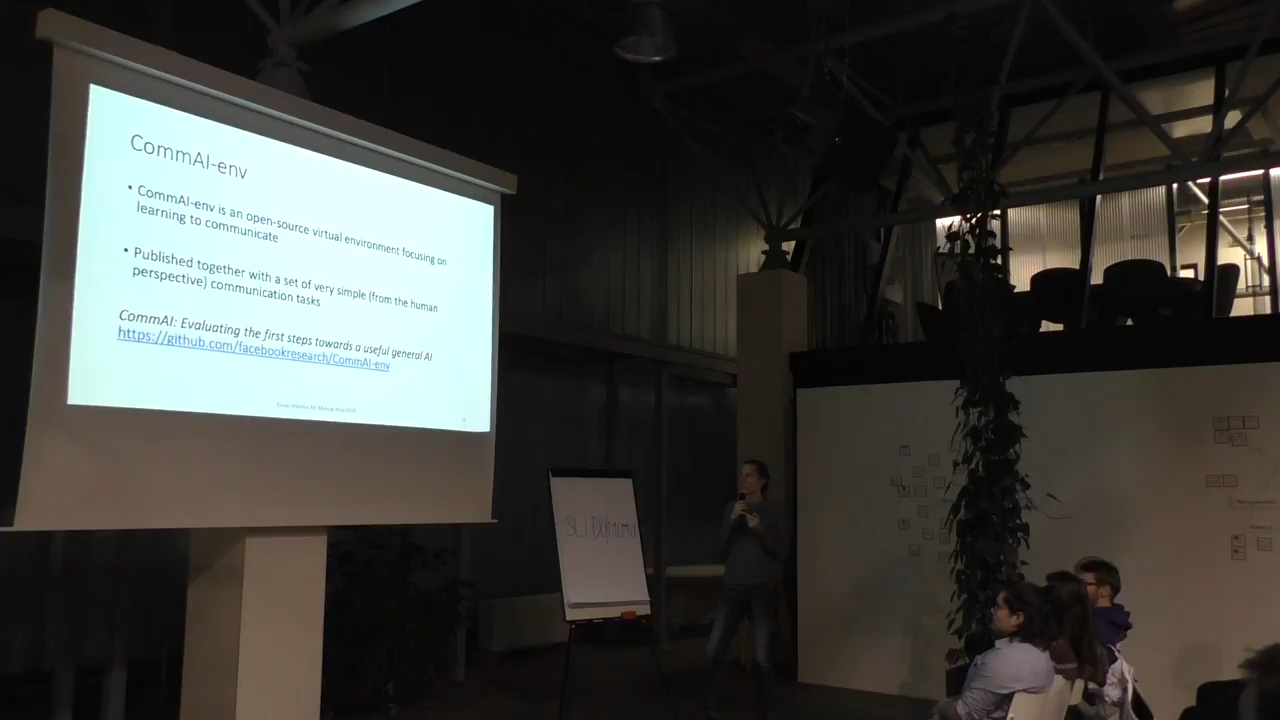 CommAI-env
• CommAI-env is an open-source virtual environment focusing on
learning to communicate
• Published together with a set of very simple (from the human
perspective) communication tasks
CommAI: Evaluating the first steps towards a useful general AI
https://github.com/facebookresearch/CommAI-env